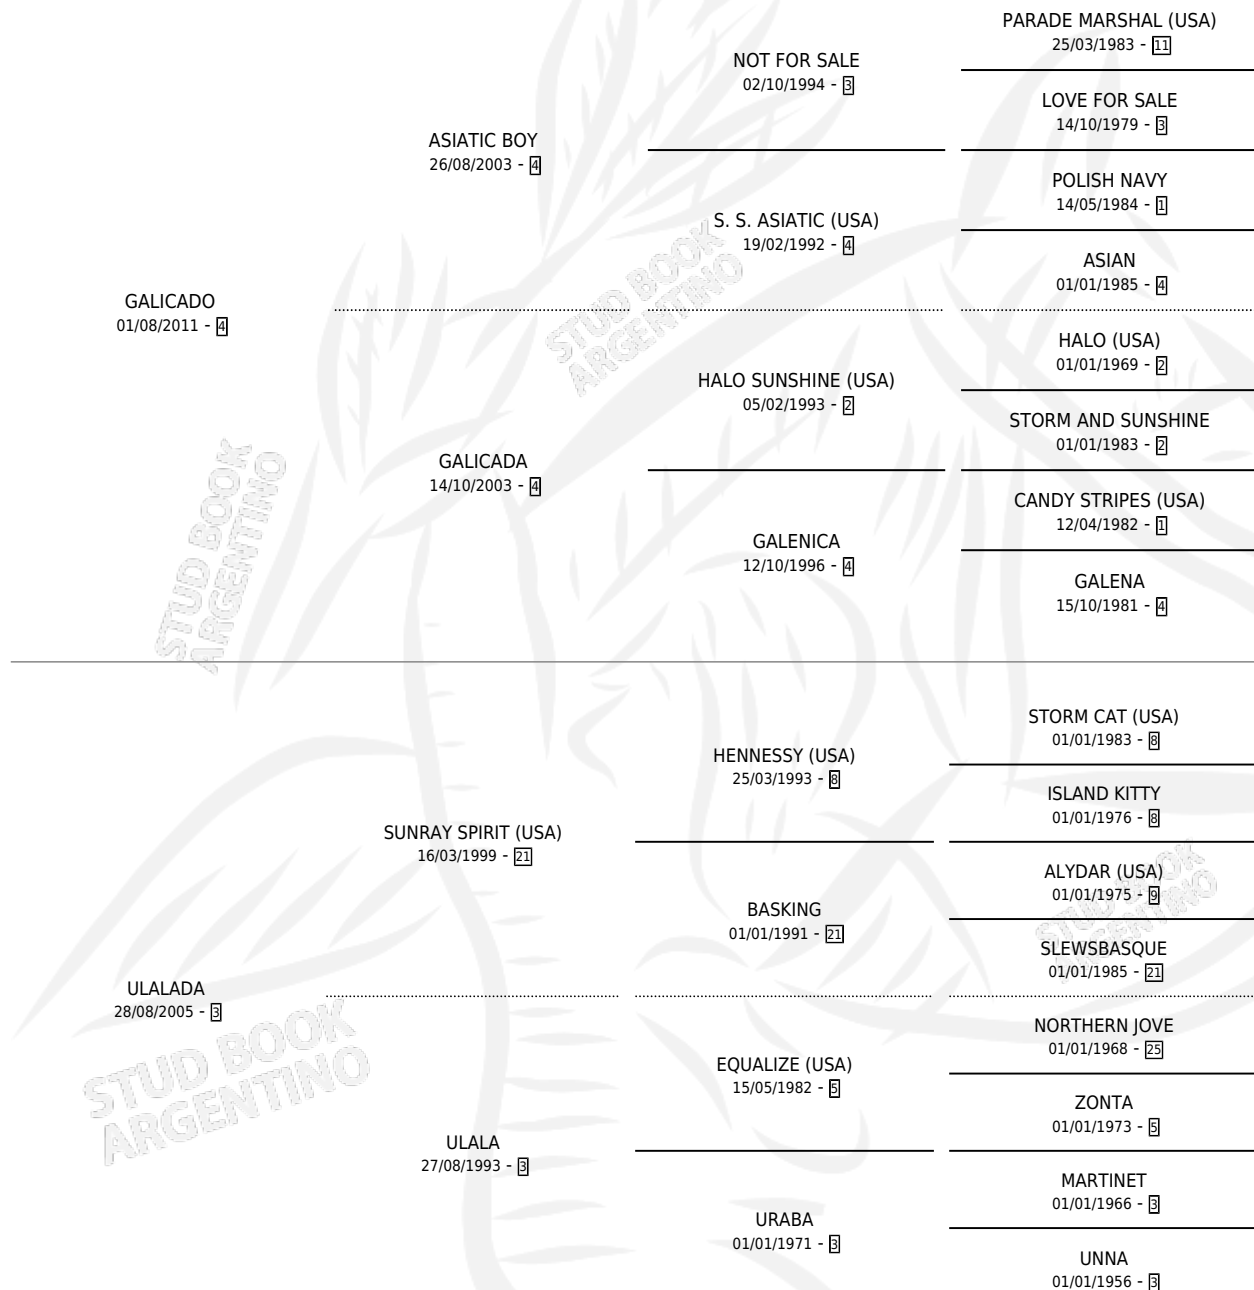 PARADE MARSHAL (USA)
25/03/1983 - 11
NOT FOR SALE
02/10/1994 - 3
LOVE FOR SALE
14/10/1979 - 3
ASIATIC BOY
26/08/2003 - 4
POLISH NAVY
14/05/1984 - 1
S. S. ASIATIC (USA)
19/02/1992 - 4
ASIAN
01/01/1985 - 4
GALICADO
01/08/2011 - 4
STUD BOOK
ARGENTINO
HALO (USA)
01/01/1969 - 2
HALO SUNSHINE (USA)
05/02/1993 - 2
STORM AND SUNSHINE
01/01/1983 - 2
GALICADA
14/10/2003 - 4
CANDY STRIPES (USA)
12/04/1982 - 1
GALENICA
12/10/1996 - 4
GALENA
15/10/1981 - 4
STUD BOOK
ARGENTINO
STORM CAT (USA)
01/01/1983 - 8
HENNESSY (USA)
25/03/1993 - 8
ISLAND KITTY
01/01/1976 - 8
SUNRAY SPIRIT (USA)
16/03/1999 - 21
ALYDAR (USA)
01/01/1975 - 9
BASKING
01/01/1991 - 21
STUD BOOK
ARGENTINO
SLEWSBASQUE
01/01/1985 - 21
ULALADA
28/08/2005 - 3
STUD BOOK
ARGENTINO
NORTHERN JOVE
01/01/1968 - 25
EQUALIZE (USA)
15/05/1982 - 5
ZONTA
01/01/1973 - 5
ULALA
27/08/1993 - 3
MARTINET
01/01/1966 - 3
URABA
01/01/1971 - 3
UNNA
01/01/1956 - 3